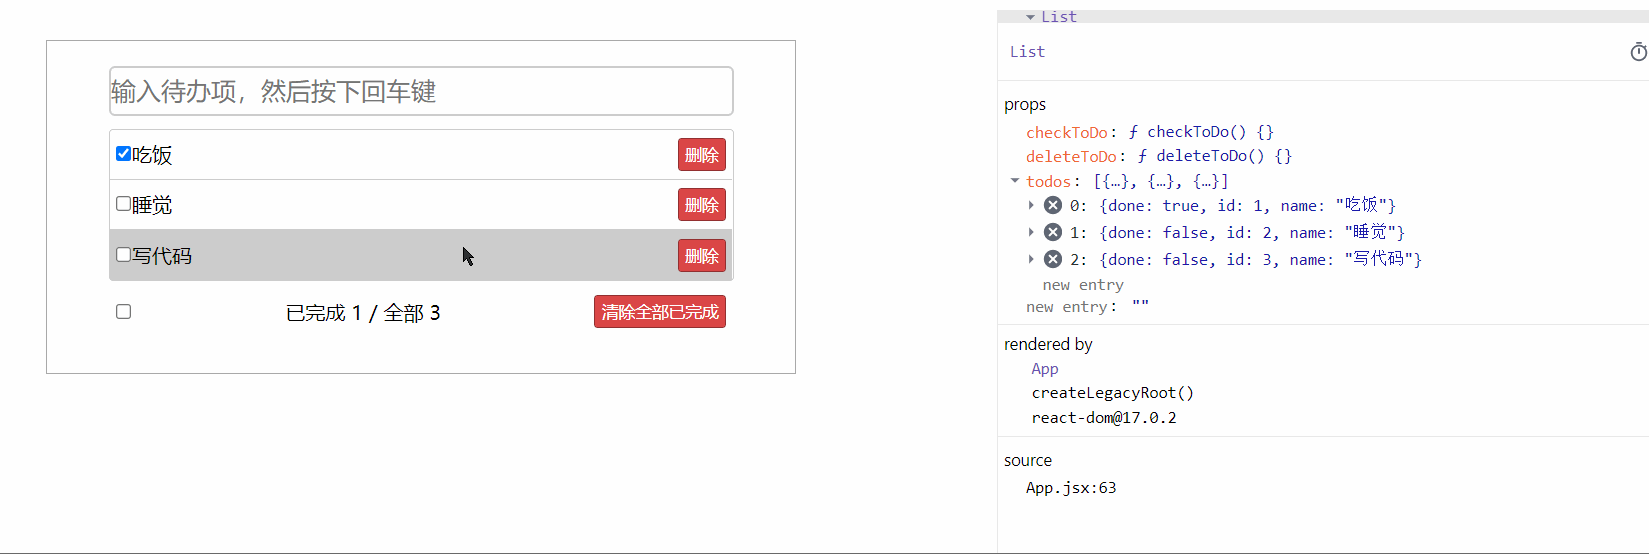 输入待办项，然后按下回车键
吃饭 删除
睡觉 删除
写代码 删除
已完成 1 / 全部 3 清除全部已完成
List
List
props
checkToDo: ƒ checkToDo() {}
deleteToDo: ƒ deleteToDo() {}
todos: [{…}, {…}, {…}]
0: {done: true, id: 1, name: "吃饭"}
1: {done: false, id: 2, name: "睡觉"}
2: {done: false, id: 3, name: "写代码"}
new entry
new entry: ""
rendered by
App
createLegacyRoot()
react-dom@17.0.2
source
App.jsx:63